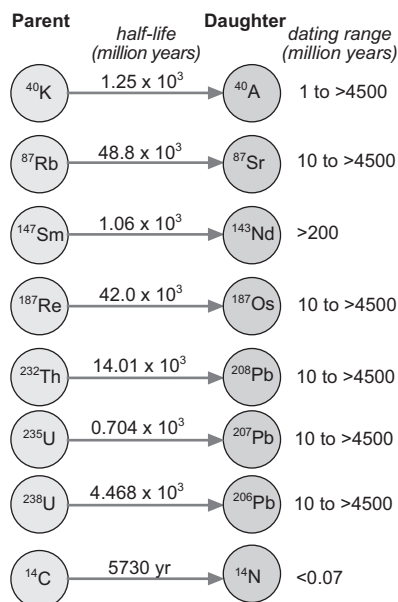 Parent half-life (million years) Daughter dating range (million years)
⁴⁰K 1.25 x 10³ ⁴⁰A 1 to >4500
⁸⁷Rb 48.8 x 10³ ⁸⁷Sr 10 to >4500
¹⁴⁷Sm 1.06 x 10³ ¹⁴³Nd >200
¹⁸⁷Re 42.0 x 10³ ¹⁸⁷Os 10 to >4500
²³²Th 14.01 x 10³ ²⁰⁸Pb 10 to >4500
²³⁵U 0.704 x 10³ ²⁰⁷Pb 10 to >4500
²³⁸U 4.468 x 10³ ²⁰⁶Pb 10 to >4500
¹⁴C 5730 yr ¹⁴N <0.07